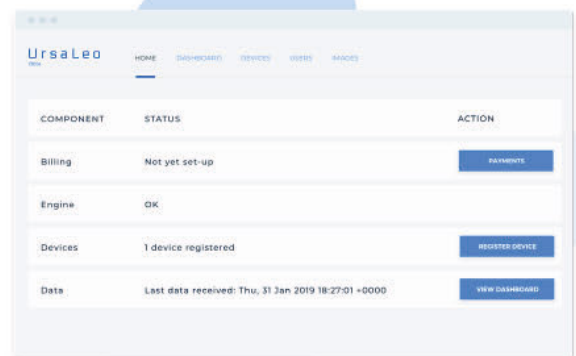 UrsaLeo
HOME DASHBOARD DEVICES USERS IMAGES
COMPONENT STATUS ACTION
Billing Not yet set-up PAYMENTS
Engine OK
Devices 1 device registered REGISTER DEVICE
Data Last data received: Thu, 31 Jan 2019 18:27:01 +0000 VIEW DASHBOARD